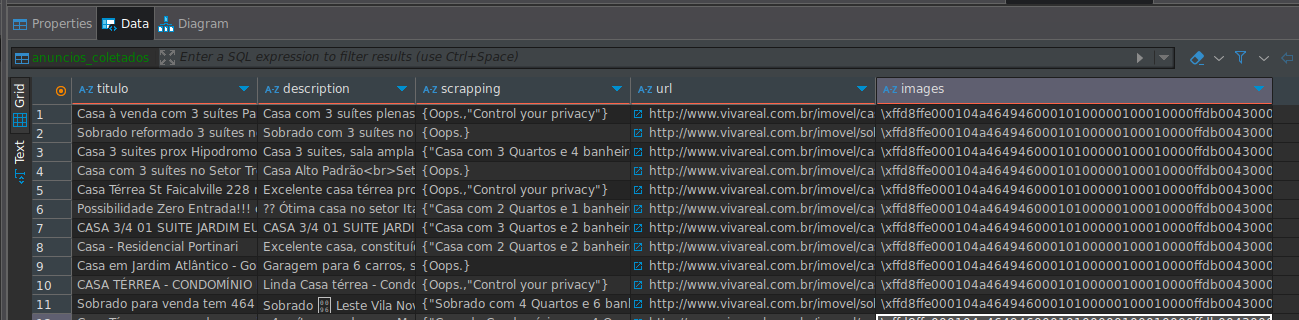 Properties Data Diagram
anuncios_coletados Enter a SQL expression to filter results (use Ctrl+Space)
Grid
Text
A-Z titulo A-Z description A-Z scrapping A-Z url A-Z images
1 Casa à venda com 3 suítes Pa Casa com 3 suítes plenas {Oops.,"Control your privacy"} http://www.vivareal.com.br/imovel/ca \xffd8ffe000104a46494600010100000100010000ffdb0043000
2 Sobrado reformado 3 suítes n Sobrado com 3 suítes no {Oops.} http://www.vivareal.com.br/imovel/sol \xffd8ffe000104a46494600010100000100010000ffdb0043000
3 Casa 3 suites prox Hipodromo Casa 3 suites, sala ampla {"Casa com 3 Quartos e 4 banheir http://www.vivareal.com.br/imovel/ca \xffd8ffe000104a46494600010100000100010000ffdb0043000
4 Casa com 3 suítes no Setor Tr Casa Alto Padrão<br>Set {Oops.} http://www.vivareal.com.br/imovel/ca \xffd8ffe000104a46494600010100000100010000ffdb0043000
5 Casa Térrea St Faicalville 228 Excelente casa térrea pro {Oops.,"Control your privacy"} http://www.vivareal.com.br/imovel/ca \xffd8ffe000104a46494600010100000100010000ffdb0043000
6 Possibilidade Zero Entrada!!! ?? Ótima casa no setor Ita {"Casa com 2 Quartos e 1 banheir http://www.vivareal.com.br/imovel/ca \xffd8ffe000104a46494600010100000100010000ffdb0043000
7 CASA 3/4 01 SUITE JARDIM EU CASA 3/4 01 SUITE JARDI {"Casa com 3 Quartos e 2 banheir http://www.vivareal.com.br/imovel/ca \xffd8ffe000104a46494600010100000100010000ffdb0043000
8 Casa - Residencial Portinari Excelente casa, constituí {"Casa com 2 Quartos e 2 banheir http://www.vivareal.com.br/imovel/ca \xffd8ffe000104a46494600010100000100010000ffdb0043000
9 Casa em Jardim Atlântico - Go Garagem para 6 carros, s {Oops.} http://www.vivareal.com.br/imovel/ca \xffd8ffe000104a46494600010100000100010000ffdb0043000
10 CASA TÉRREA - CONDOMÍNIO Linda Casa térrea - Condo {Oops.,"Control your privacy"} http://www.vivareal.com.br/imovel/ca \xffd8ffe000104a46494600010100000100010000ffdb0043000
11 Sobrado para venda tem 464 Sobrado Leste Vila Nov {"Sobrado com 4 Quartos e 6 ban http://www.vivareal.com.br/imovel/sol \xffd8ffe000104a46494600010100000100010000ffdb0043000